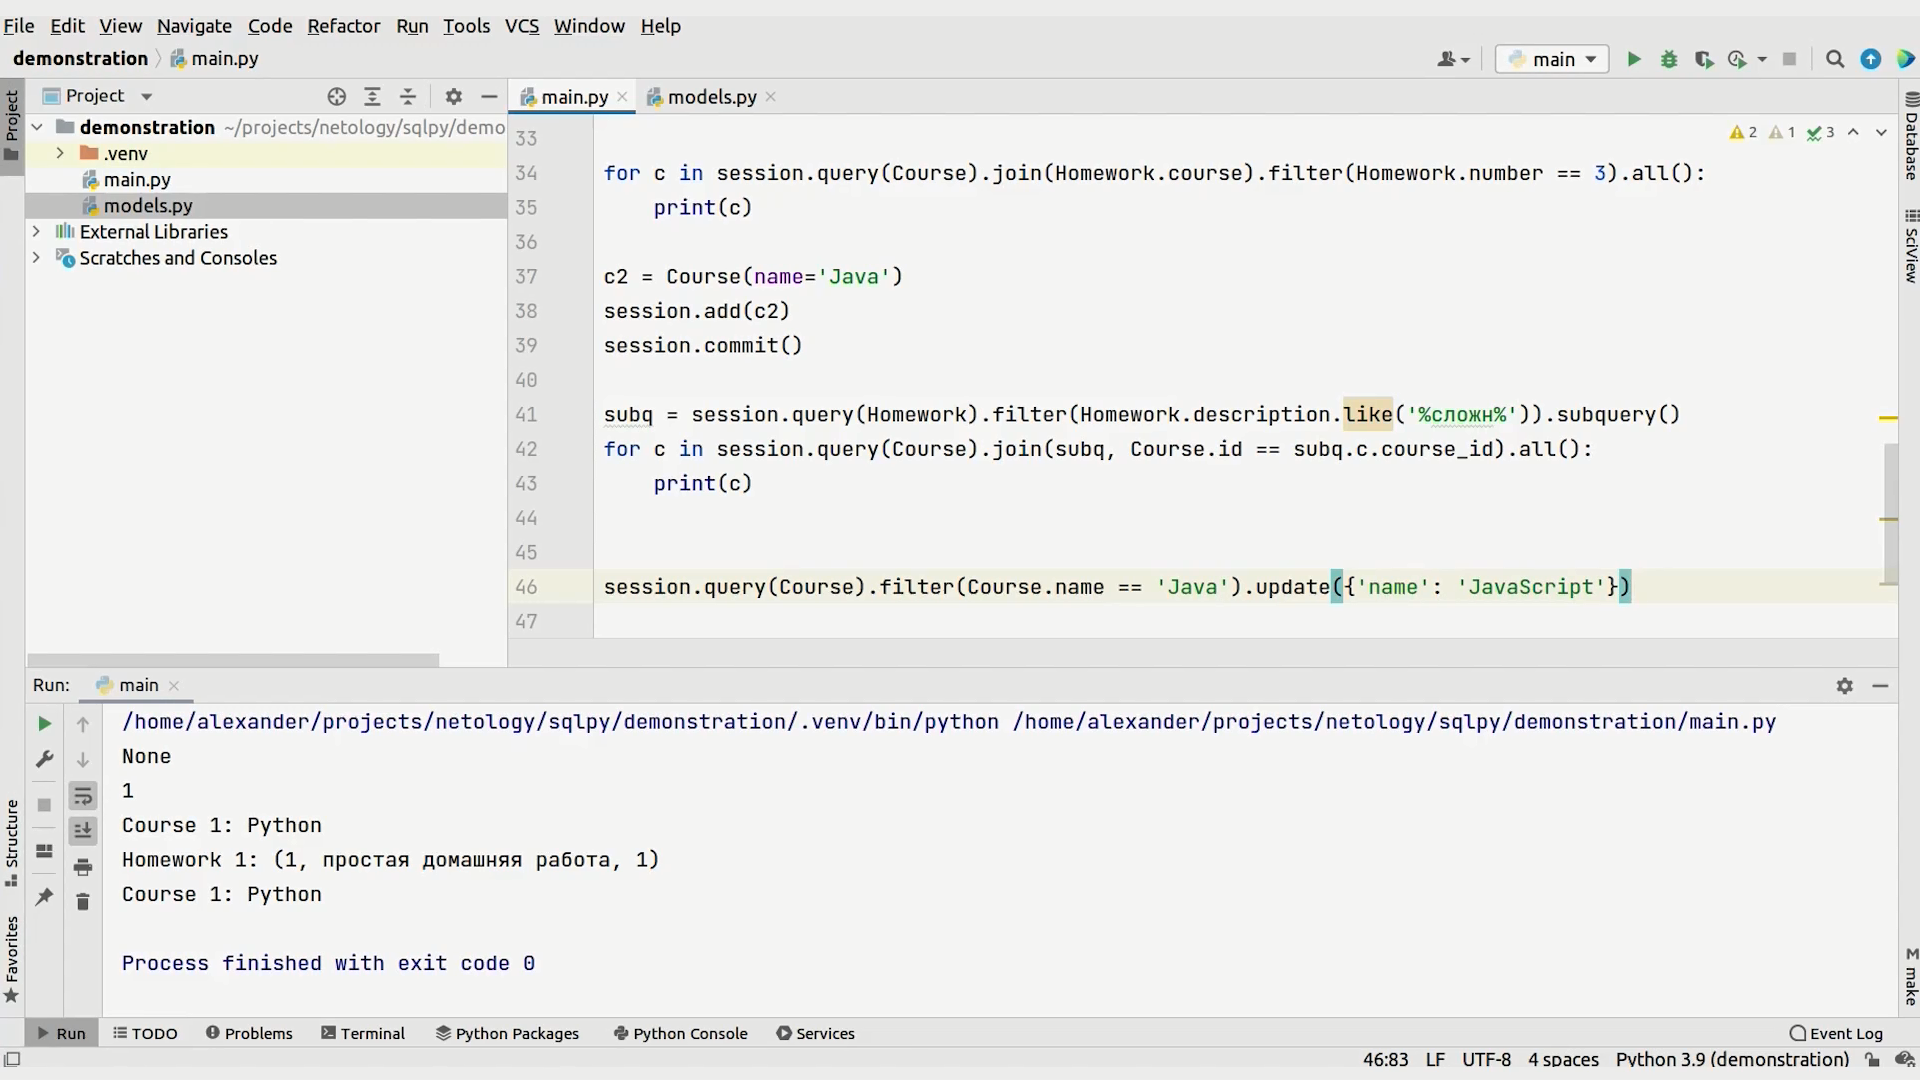 File Edit View Navigate Code Refactor Run Tools VCS Window Help
demonstration main.py
main
Project
main.py models.py
demonstration ~/projects/netology/sqlpy/demo
.venv
main.py
models.py
External Libraries
Scratches and Consoles
2 1 3
33
34 for c in session.query(Course).join(Homework.course).filter(Homework.number == 3).all():
35 print(c)
36
37 c2 = Course(name='Java')
38 session.add(c2)
39 session.commit()
40
41 subq = session.query(Homework).filter(Homework.description.like('%сложн%')).subquery()
42 for c in session.query(Course).join(subq, Course.id == subq.c.course_id).all():
43 print(c)
44
45
46 session.query(Course).filter(Course.name == 'Java').update({'name': 'JavaScript'})
47
Project
Structure
Favorites
Database
SciView
make
Run: main
/home/alexander/projects/netology/sqlpy/demonstration/.venv/bin/python /home/alexander/projects/netology/sqlpy/demonstration/main.py
None
1
Course 1: Python
Homework 1: (1, простая домашняя работа, 1)
Course 1: Python
Process finished with exit code 0
Run TODO Problems Terminal Python Packages Python Console Services Event Log
46:83 LF UTF-8 4 spaces Python 3.9 (demonstration)